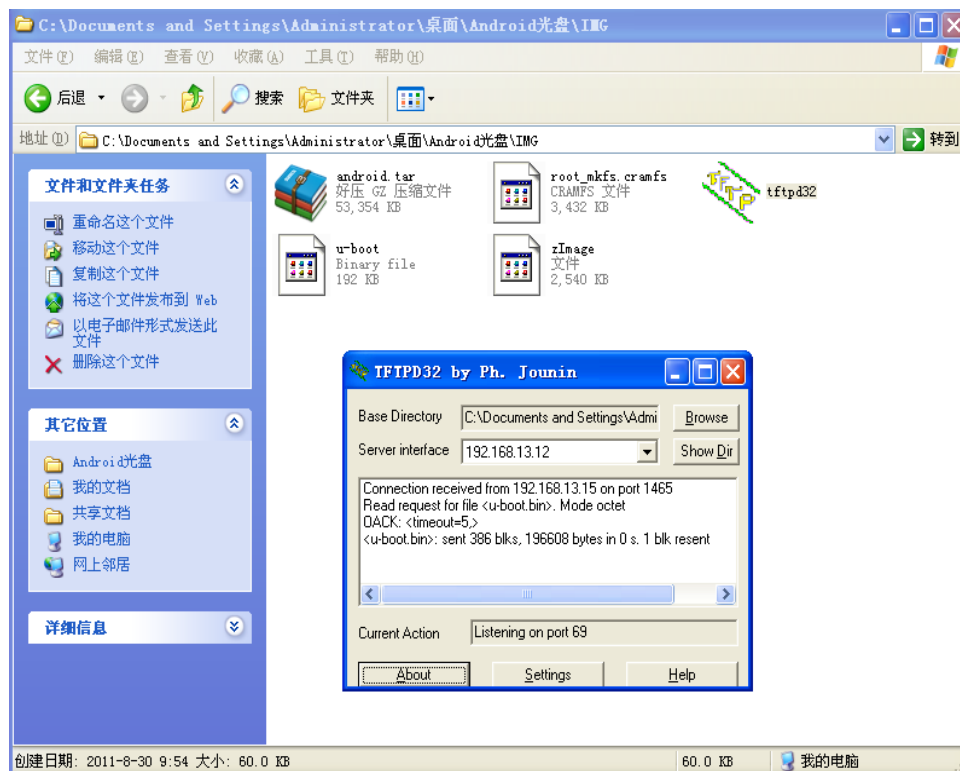 C:\Documents and Settings\Administrator\桌面\Android光盘\IMG
文件(F) 编辑(E) 查看(V) 收藏(A) 工具(T) 帮助(H)
后退 搜索 文件夹
地址(D) C:\Documents and Settings\Administrator\桌面\Android光盘\IMG 转到
文件和文件夹任务
重命名这个文件
移动这个文件
复制这个文件
将这个文件发布到 Web
以电子邮件形式发送此
文件
删除这个文件
其它位置
Android光盘
我的文档
共享文档
我的电脑
网上邻居
详细信息
android.tar
好压 GZ 压缩文件
53,354 KB
root_mkfs.cramfs
CRAMFS 文件
3,432 KB
TFTP
tftpd32
u-boot
Binary file
192 KB
zImage
文件
2,540 KB
TFTPD32 by Ph. Jounin
Base Directory C:\Documents and Settings\Admi Browse
Server interface 192.168.13.12 Show Dir
Connection received from 192.168.13.15 on port 1465
Read request for file <u-boot.bin>. Mode octet
OACK: <timeout=5,>
<u-boot.bin>: sent 386 blks, 196608 bytes in 0 s. 1 blk resent
Current Action Listening on port 69
About Settings Help
创建日期: 2011-8-30 9:54 大小: 60.0 KB 60.0 KB 我的电脑